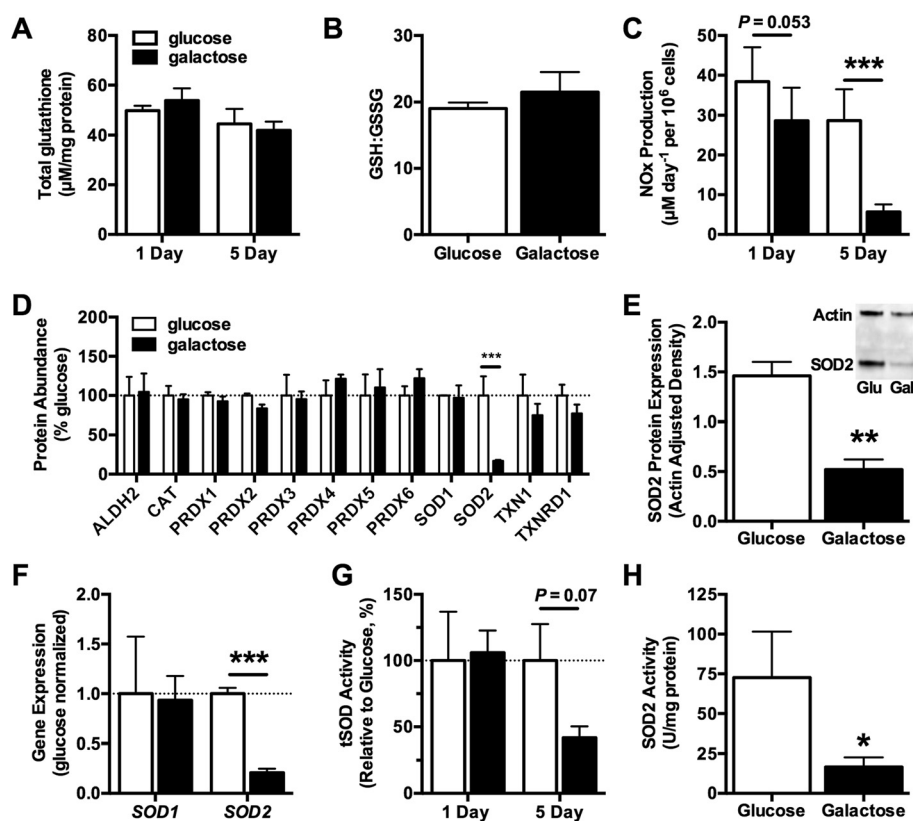 A
glucose
galactose
Total glutathione
(µM/mg protein)
80
60
40
20
0
1 Day
5 Day
B
GSH:GSSG
30
20
10
0
Glucose
Galactose
C
P = 0.053
***
NOx Production
(µM day-1 per 10^6 cells)
50
40
30
20
10
0
1 Day
5 Day
D
glucose
galactose
***
Protein Abundance
(% glucose)
200
150
100
50
0
ALDH2
CAT
PRDX1
PRDX2
PRDX3
PRDX4
PRDX5
PRDX6
SOD1
SOD2
TXN1
TXNRD1
E
Actin
SOD2
Glu
Gal
SOD2 Protein Expression
(Actin Adjusted Density)
2.0
1.5
1.0
0.5
0.0
**
Glucose
Galactose
F
Gene Expression
(glucose normalized)
2.0
1.5
1.0
0.5
0.0
***
SOD1
SOD2
G
P = 0.07
tSOD Activity
(Relative to Glucose, %)
150
100
50
0
1 Day
5 Day
H
SOD2 Activity
(U/mg protein)
125
100
75
50
25
0
*
Glucose
Galactose